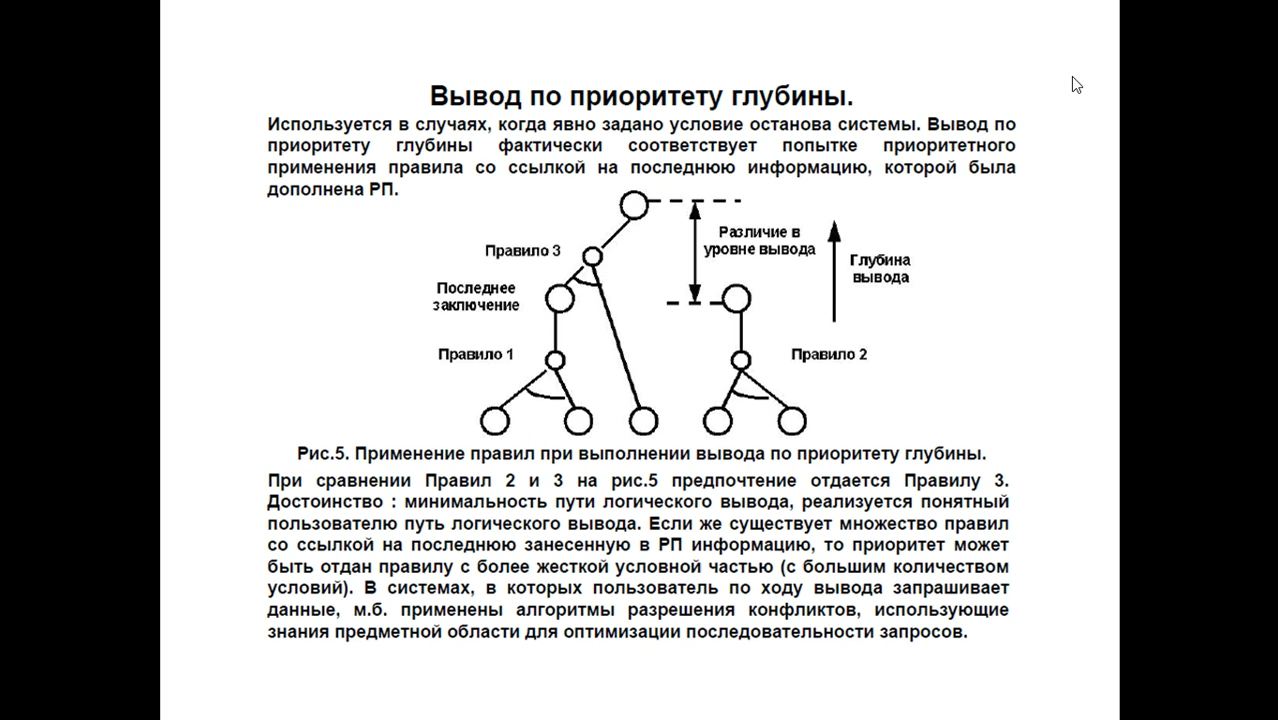 Вывод по приоритету глубины.
Используется в случаях, когда явно задано условие останова системы. Вывод по
приоритету глубины фактически соответствует попытке приоритетного
применения правила со ссылкой на последнюю информацию, которой была
дополнена РП.
Различие в
уровне вывода
Правило 3
Глубина
вывода
Последнее
заключение
Правило 1
Правило 2
Рис.5. Применение правил при выполнении вывода по приоритету глубины.
При сравнении Правил 2 и 3 на рис.5 предпочтение отдается Правилу 3.
Достоинство : минимальность пути логического вывода, реализуется понятный
пользователю путь логического вывода. Если же существует множество правил
со ссылкой на последнюю занесенную в РП информацию, то приоритет может
быть отдан правилу с более жесткой условной частью (с большим количеством
условий). В системах, в которых пользователь по ходу вывода запрашивает
данные, м.б. применены алгоритмы разрешения конфликтов, использующие
знания предметной области для оптимизации последовательности запросов.